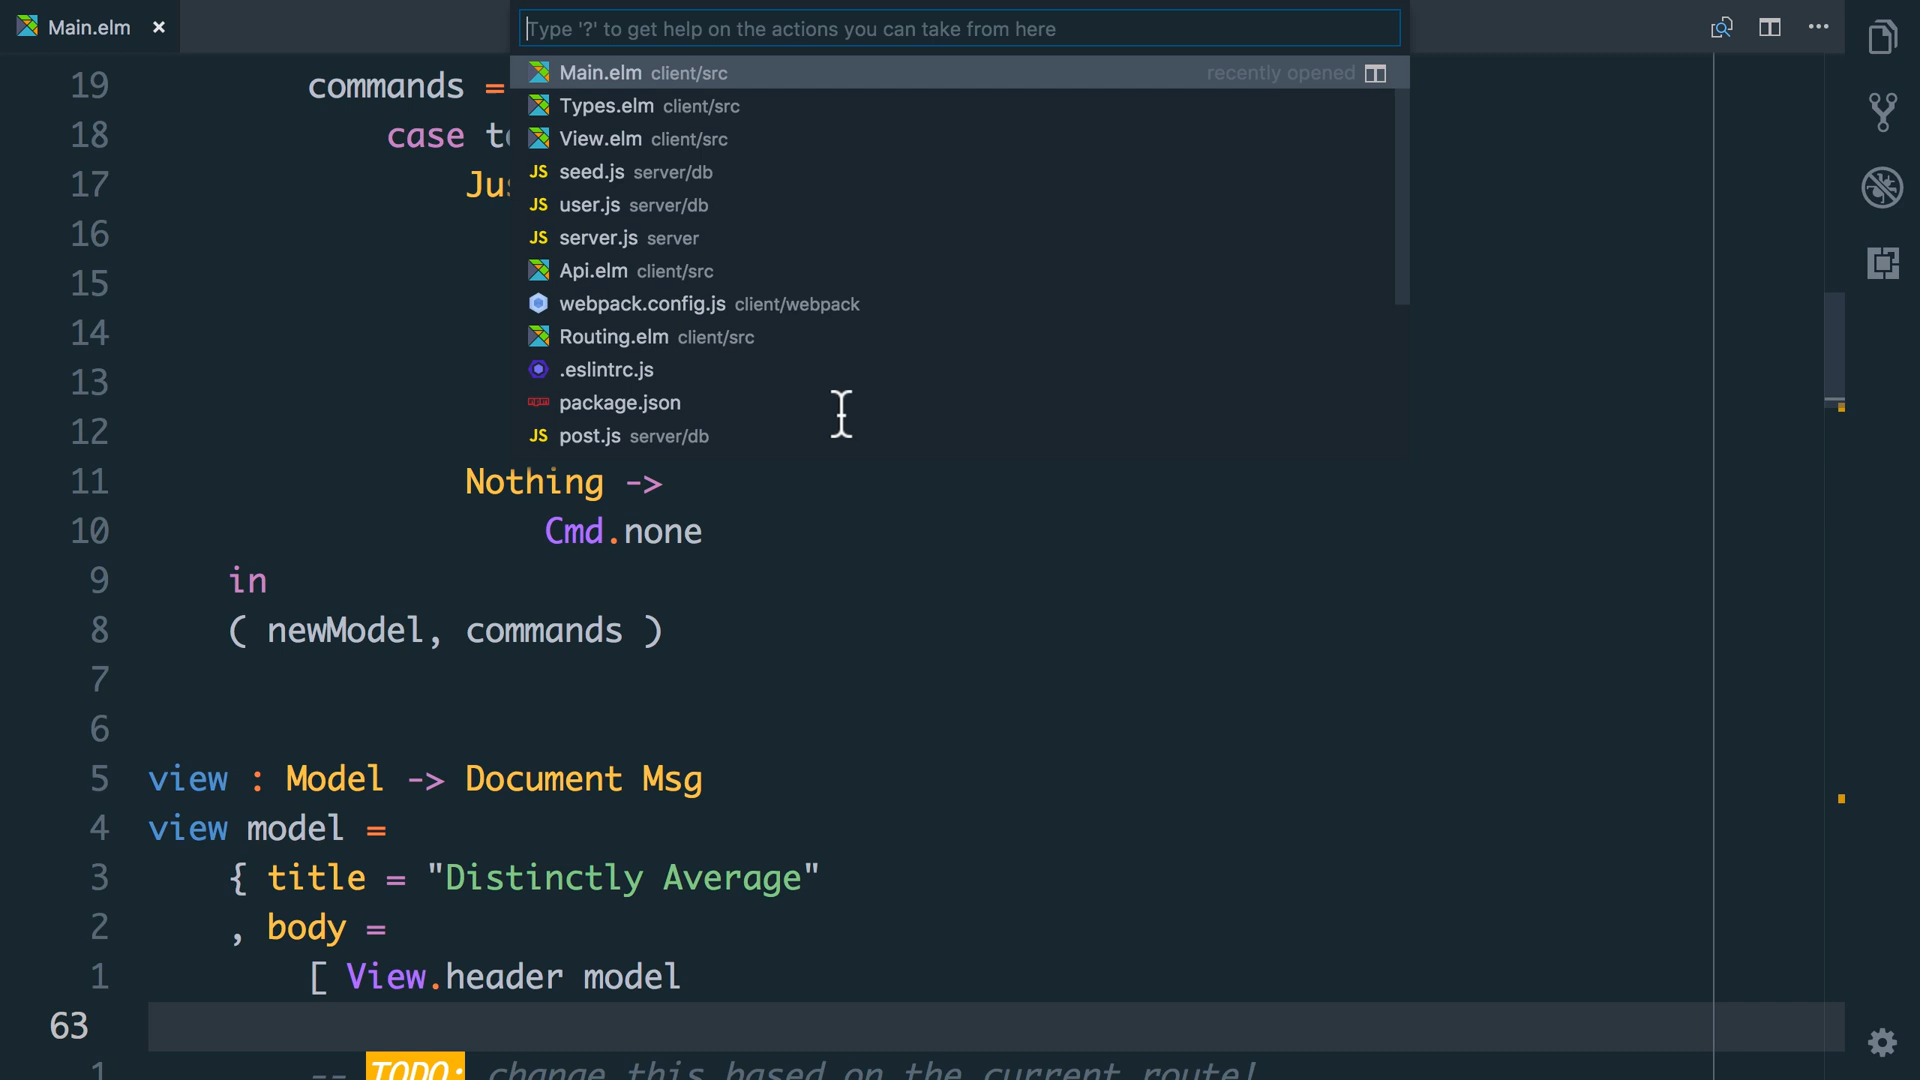 Main.elm ×
Type '?' to get help on the actions you can take from here
Main.elm client/src recently opened
Types.elm client/src
View.elm client/src
JS seed.js server/db
JS user.js server/db
JS server.js server
Api.elm client/src
webpack.config.js client/webpack
Routing.elm client/src
.eslintrc.js
package.json
JS post.js server/db
19 commands =
18 case
17
16
15
14
13
12
11 Nothing ->
10 Cmd.none
9 in
8 ( newModel, commands )
7
6
5 view : Model -> Document Msg
4 view model =
3 { title = "Distinctly Average"
2 , body =
1 [ View.header model
63
1 -- TODO: change this based on the current route!